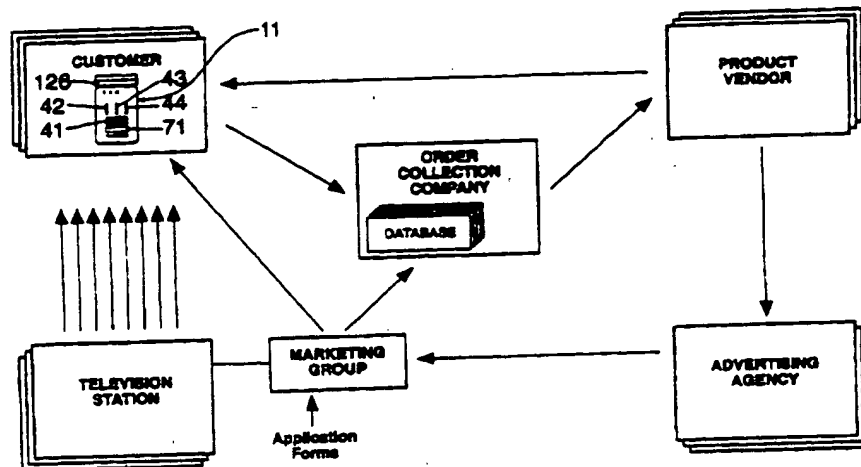 11
CUSTOMER
126
43
42
44
41
71
PRODUCT
VENDOR
ORDER
COLLECTION
COMPANY
DATABASE
TELEVISION
STATION
MARKETING
GROUP
Application
Forms
ADVERTISING
AGENCY